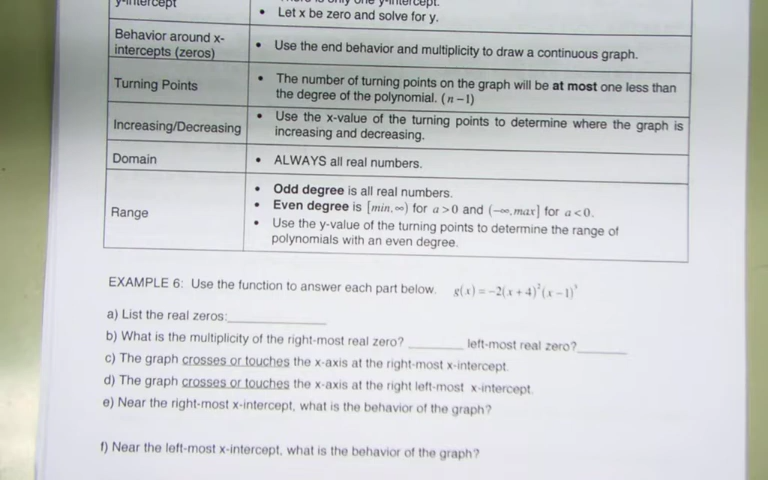 y-intercept
There is only one y-intercept.
• Let x be zero and solve for y.
Behavior around x-
intercepts (zeros)
• Use the end behavior and multiplicity to draw a continuous graph.
Turning Points
• The number of turning points on the graph will be at most one less than
the degree of the polynomial. (n−1)
Increasing/Decreasing
• Use the x-value of the turning points to determine where the graph is
increasing and decreasing.
Domain
• ALWAYS all real numbers.
Range
• Odd degree is all real numbers.
• Even degree is [min,∞) for a>0 and (−∞,max] for a<0.
• Use the y-value of the turning points to determine the range of
polynomials with an even degree.
EXAMPLE 6: Use the function to answer each part below. g(x)=−2(x+4)²(x−1)³
a) List the real zeros:______________
b) What is the multiplicity of the right-most real zero? ________ left-most real zero?_______
c) The graph crosses or touches the x-axis at the right-most x-intercept.
d) The graph crosses or touches the x-axis at the right left-most x-intercept.
e) Near the right-most x-intercept, what is the behavior of the graph?
f) Near the left-most x-intercept, what is the behavior of the graph?